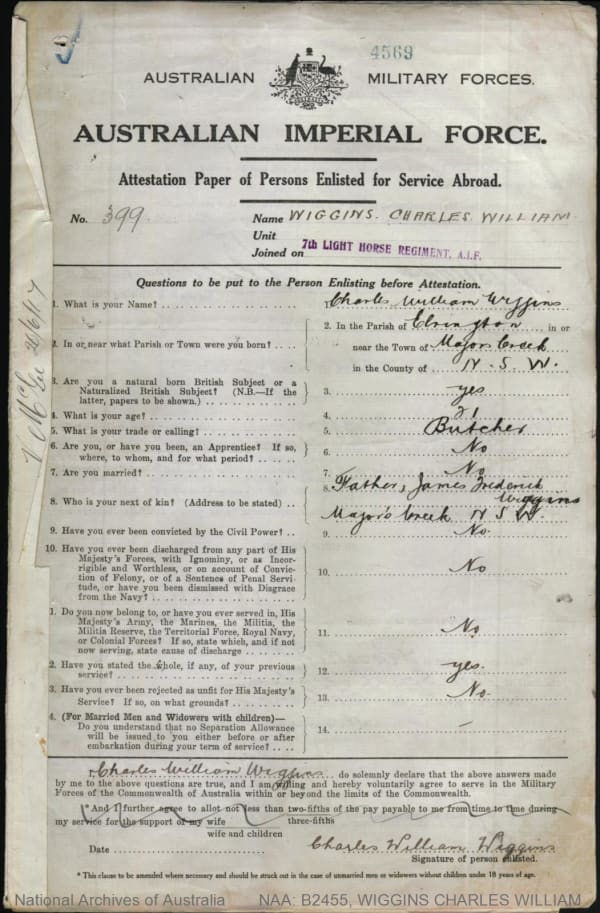 4569
AUSTRALIAN MILITARY FORCES.
AUSTRALIAN IMPERIAL FORCE.
Attestation Paper of Persons Enlisted for Service Abroad.
No. 399. Name WIGGINS. CHARLES WILLIAM.
Unit
Joined on 7th LIGHT HORSE REGIMENT, A.I.F.
Questions to be put to the Person Enlisting before Attestation.
1. What is your Name? 1. Charles William Wiggins
2. In or near what Parish or Town were you born? 2. In the Parish of Elrington in or
near the Town of Majors Creek
in the County of N. S. W.
3. Are you a natural born British Subject or a
Naturalized British Subject? (N.B.—If the
latter, papers to be shown.) 3. yes
4. What is your age? 4. 21
5. What is your trade or calling? 5. Butcher
6. Are you, or have you been, an Apprentice? If so,
where, to whom, and for what period? 6. No
7. Are you married? 7. No
8. Who is your next of kin? (Address to be stated) 8. Father, James Frederick
Wiggins
Major's Creek N S W.
9. Have you ever been convicted by the Civil Power? 9. No.
10. Have you ever been discharged from any part of His
Majesty's Forces, with Ignominy, or as Incor-
rigible and Worthless, or on account of Convic-
tion of Felony, or of a Sentence of Penal Servi-
tude, or have you been dismissed with Disgrace
from the Navy? 10. No
1. Do you now belong to, or have you ever served in, His
Majesty's Army, the Marines, the Militia, the
Militia Reserve, the Territorial Force, Royal Navy,
or Colonial Forces? If so, state which, and if not
now serving, state cause of discharge 11. No
2. Have you stated the whole, if any, of your previous
service? 12. yes.
3. Have you ever been rejected as unfit for His Majesty's
Service? If so, on what grounds? 13. No.
4. (For Married Men and Widowers with children)—
Do you understand that no Separation Allowance
will be issued to you either before or after
embarkation during your term of service? 14. –
Charles William Wiggins do solemnly declare that the above answers made
by me to the above questions are true, and I am willing and hereby voluntarily agree to serve in the Military
Forces of the Commonwealth of Australia within or beyond the limits of the Commonwealth.
*And I further agree to allot not less than two-fifths of the pay payable to me from time to time during
three-fifths
my service for the support of my wife
wife and children
Date
Charles William Wiggins
Signature of person enlisted.
* This clause to be amended where necessary and should be struck out in the case of unmarried men or widowers without children under 18 years of age.
National Archives of Australia NAA: B2455, WIGGINS CHARLES WILLIAM